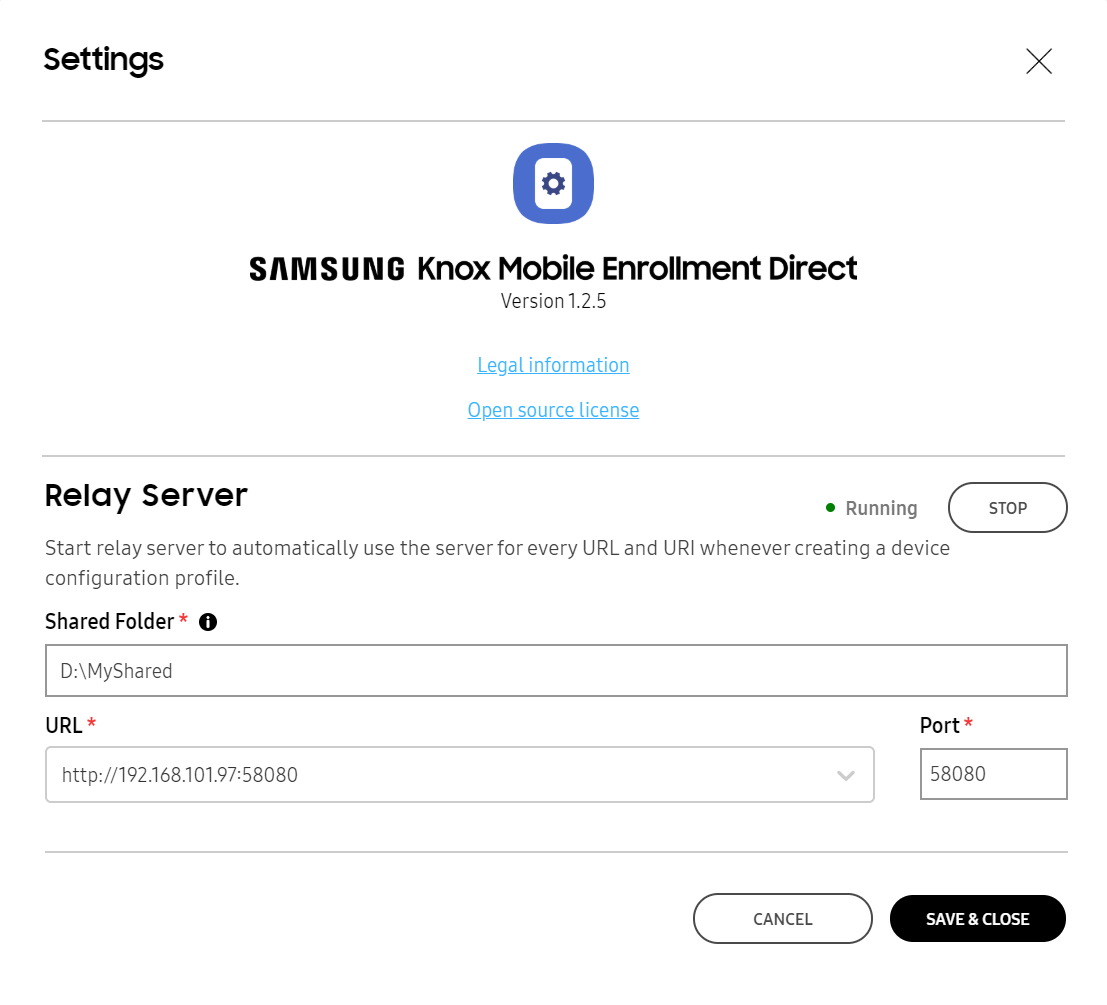 Settings
SAMSUNG Knox Mobile Enrollment Direct
Version 1.2.5
Legal information
Open source license
Relay Server
Running
STOP
Start relay server to automatically use the server for every URL and URI whenever creating a device
configuration profile.
Shared Folder *
D:\MyShared
URL * Port *
http://192.168.101.97:58080 58080
CANCEL SAVE & CLOSE